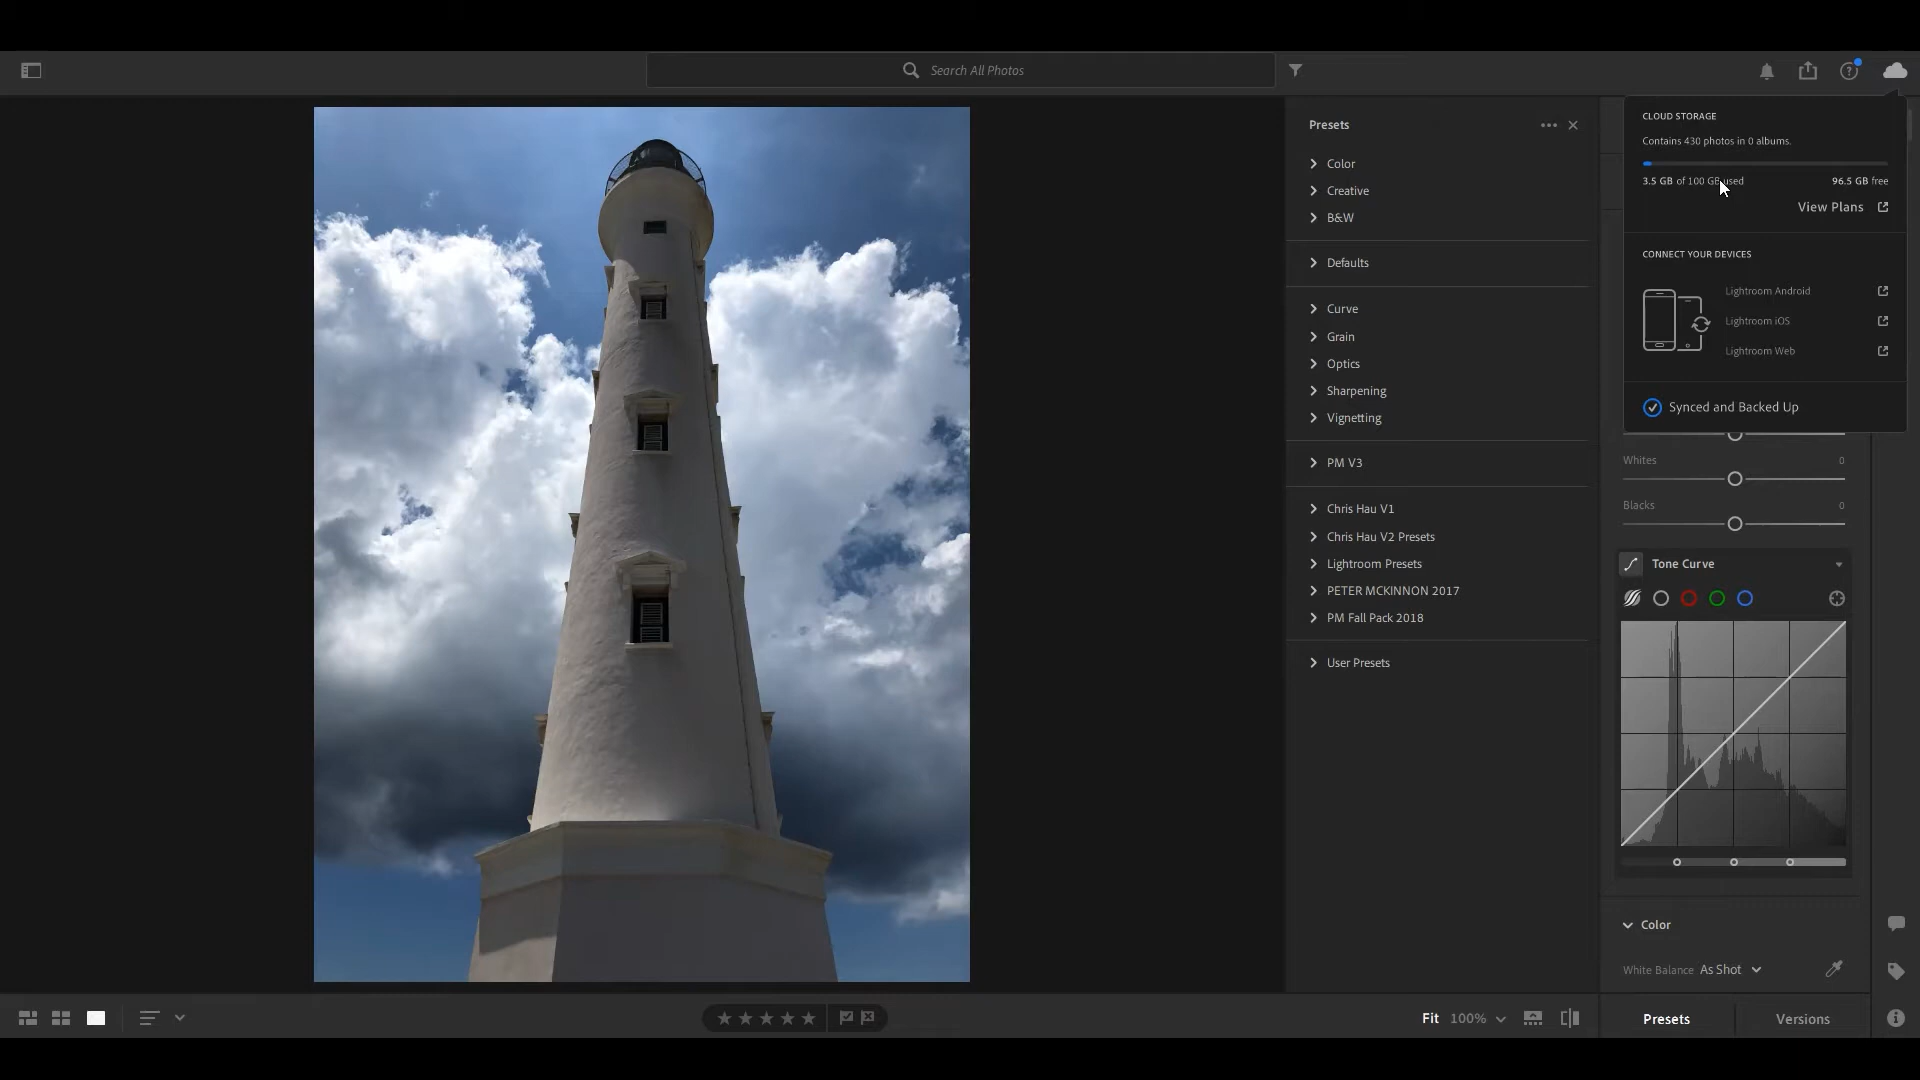 Search All Photos
Presets
Color
Creative
B&W
Defaults
Curve
Grain
Optics
Sharpening
Vignetting
PM V3
Chris Hau V1
Chris Hau V2 Presets
Lightroom Presets
PETER MCKINNON 2017
PM Fall Pack 2018
User Presets
CLOUD STORAGE
Contains 430 photos in 0 albums.
3.5 GB of 100 GB used 96.5 GB free
View Plans
CONNECT YOUR DEVICES
Lightroom Android
Lightroom iOS
Lightroom Web
Synced and Backed Up
Whites 0
Blacks 0
Tone Curve
Color
White Balance As Shot
Fit 100%
Presets Versions